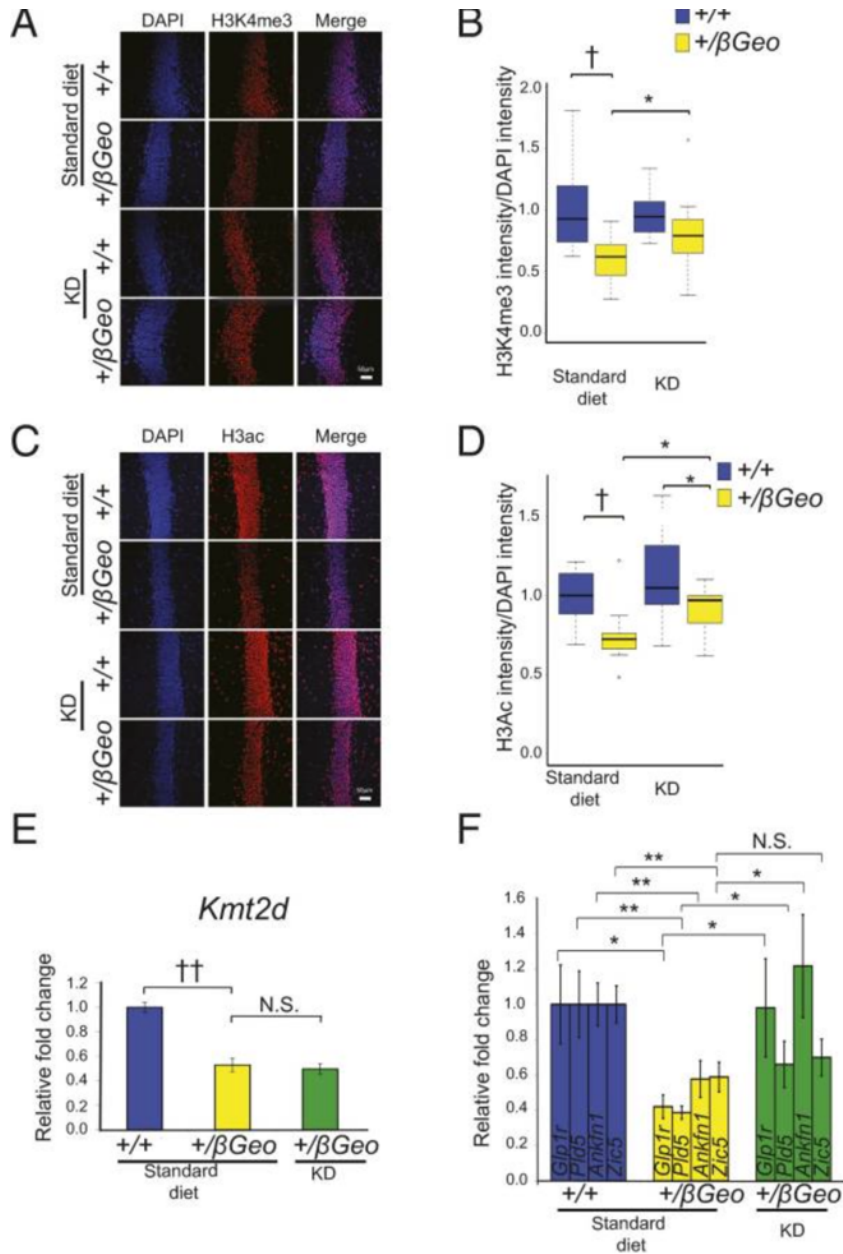 A
DAPI H3K4me3 Merge
Standard diet
+/+
+/βGeo
KD
+/+
+/βGeo
50μm
B
+/+
+/βGeo
†
*
H3K4me3 intensity/DAPI intensity
2.0
1.5
1.0
0.5
0.0
Standard diet
KD
C
DAPI H3ac Merge
Standard diet
+/+
+/βGeo
KD
+/+
+/βGeo
50μm
D
+/+
+/βGeo
*
†
*
H3Ac intensity/DAPI intensity
1.5
1.0
0.5
0.0
Standard diet
KD
E
Kmt2d
††
N.S.
Relative fold change
1.2
1.0
0.8
0.6
0.4
0.2
0.0
+/+ +/βGeo +/βGeo
Standard diet
KD
F
N.S.
**
*
**
*
**
*
*
Relative fold change
1.6
1.4
1.2
1.0
0.8
0.6
0.4
0.2
0.0
Glp1r
Pld5
Ankfn1
Zic5
Glp1r
Pld5
Ankfn1
Zic5
Glp1r
Pld5
Ankfn1
Zic5
+/+ +/βGeo +/βGeo
Standard diet
KD